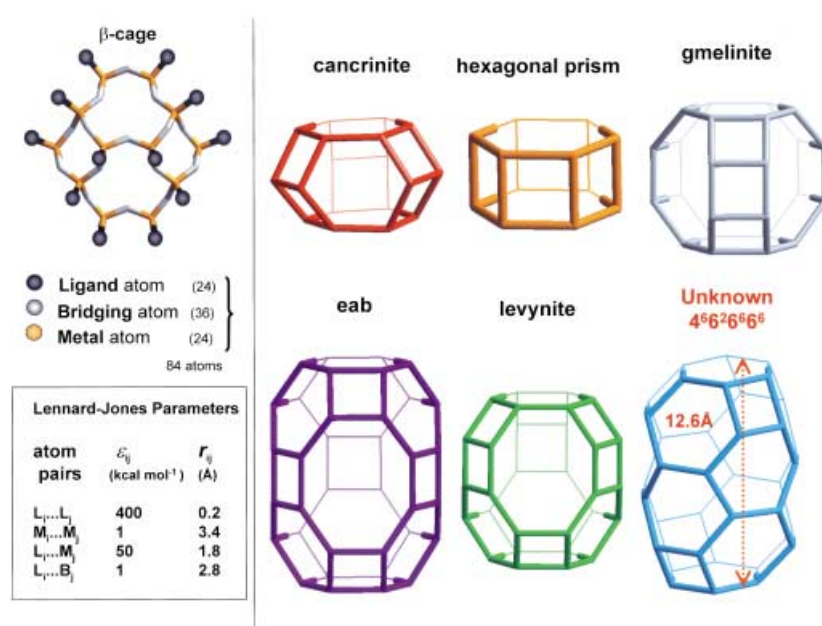 β-cage
Ligand atom (24)
Bridging atom (36)
Metal atom (24)
84 atoms
Lennard-Jones Parameters
atom pairs εij (kcal mol⁻¹) rij (Å)
Li...Lj 400 0.2
Mi...Mj 1 3.4
Li...Mj 50 1.8
Li...Bj 1 2.8
cancrinite
hexagonal prism
gmelinite
eab
levynite
Unknown
4⁶6²6⁶6⁶
12.6Å